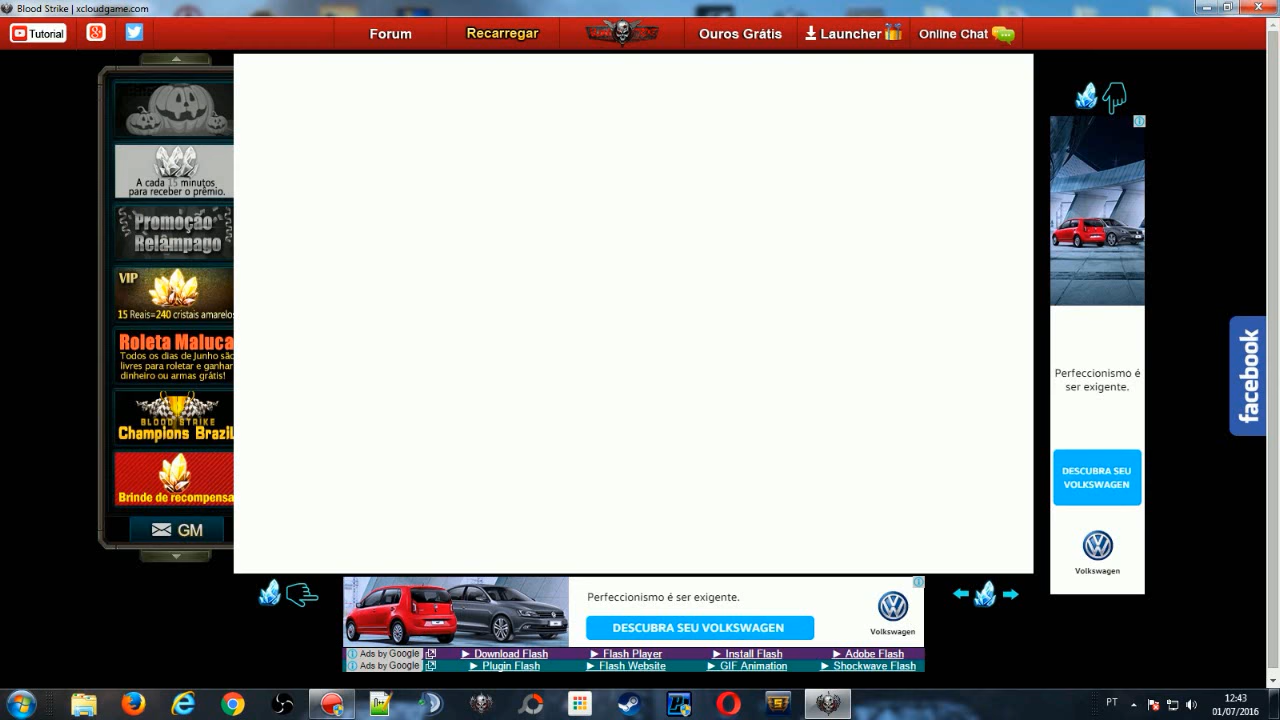 Blood Strike | xcloudgame.com
Tutorial
Forum
Recarregar
Ouros Grátis
Launcher
Online Chat
A cada 15 minutos
para receber o prêmio.
Promoção
Relâmpago
VIP
15 Reais=240 cristais amarelos
Roleta Maluca
Todos os dias de Junho são
livres para roletar e ganhar
dinheiro ou armas grátis!
BLOOD STRIKE
Champions Brazil
Brinde de recompensa
GM
Perfeccionismo é
ser exigente.
DESCUBRA SEU
VOLKSWAGEN
Volkswagen
facebook
Perfeccionismo é ser exigente.
DESCUBRA SEU VOLKSWAGEN
Volkswagen
Ads by Google
Download Flash
Flash Player
Install Flash
Adobe Flash
Ads by Google
Plugin Flash
Flash Website
GIF Animation
Shockwave Flash
PT
12:43
01/07/2016